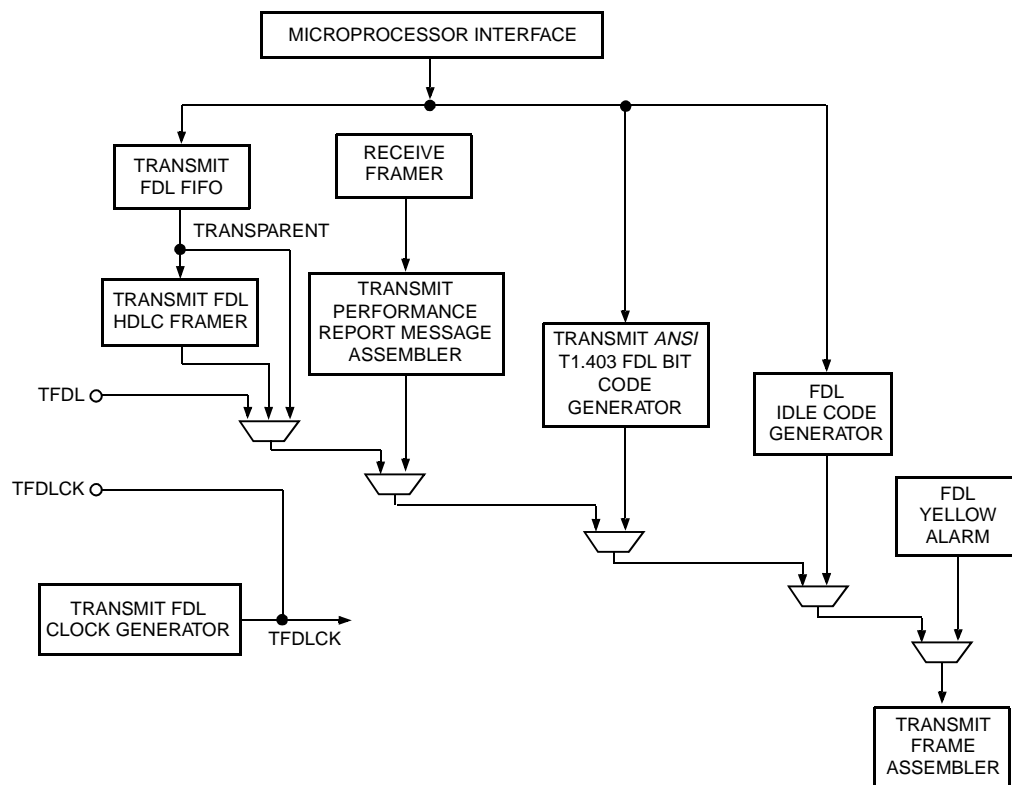 MICROPROCESSOR INTERFACE
TRANSMIT
FDL FIFO
RECEIVE
FRAMER
TRANSPARENT
TRANSMIT FDL
HDLC FRAMER
TRANSMIT
PERFORMANCE
REPORT MESSAGE
ASSEMBLER
TRANSMIT ANSI
T1.403 FDL BIT
CODE
GENERATOR
FDL
IDLE CODE
GENERATOR
TFDL
TFDLCK
FDL
YELLOW
ALARM
TRANSMIT FDL
CLOCK GENERATOR
TFDLCK
TRANSMIT
FRAME
ASSEMBLER